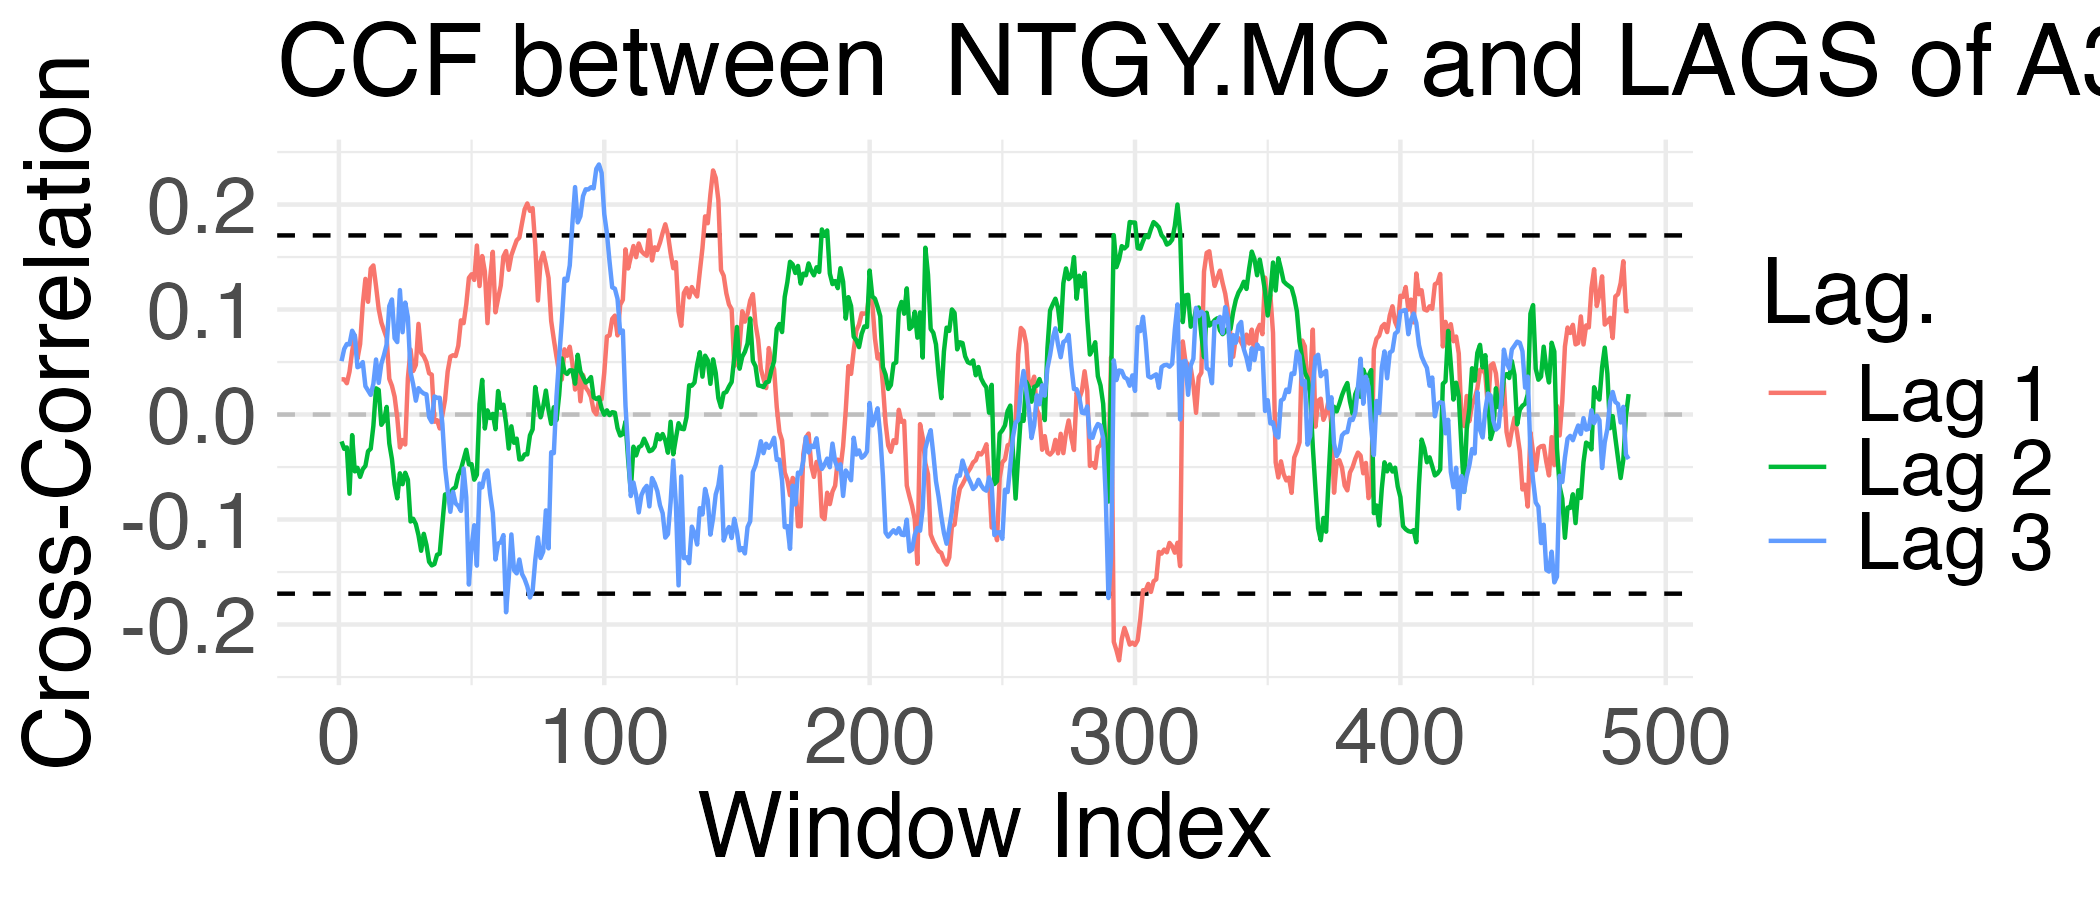 CCF between  NTGY.MC and LAGS of A3
Cross-Correlation
0.2
0.1
0.0
-0.1
-0.2
0 100 200 300 400 500
Window Index
Lag.
Lag 1
Lag 2
Lag 3